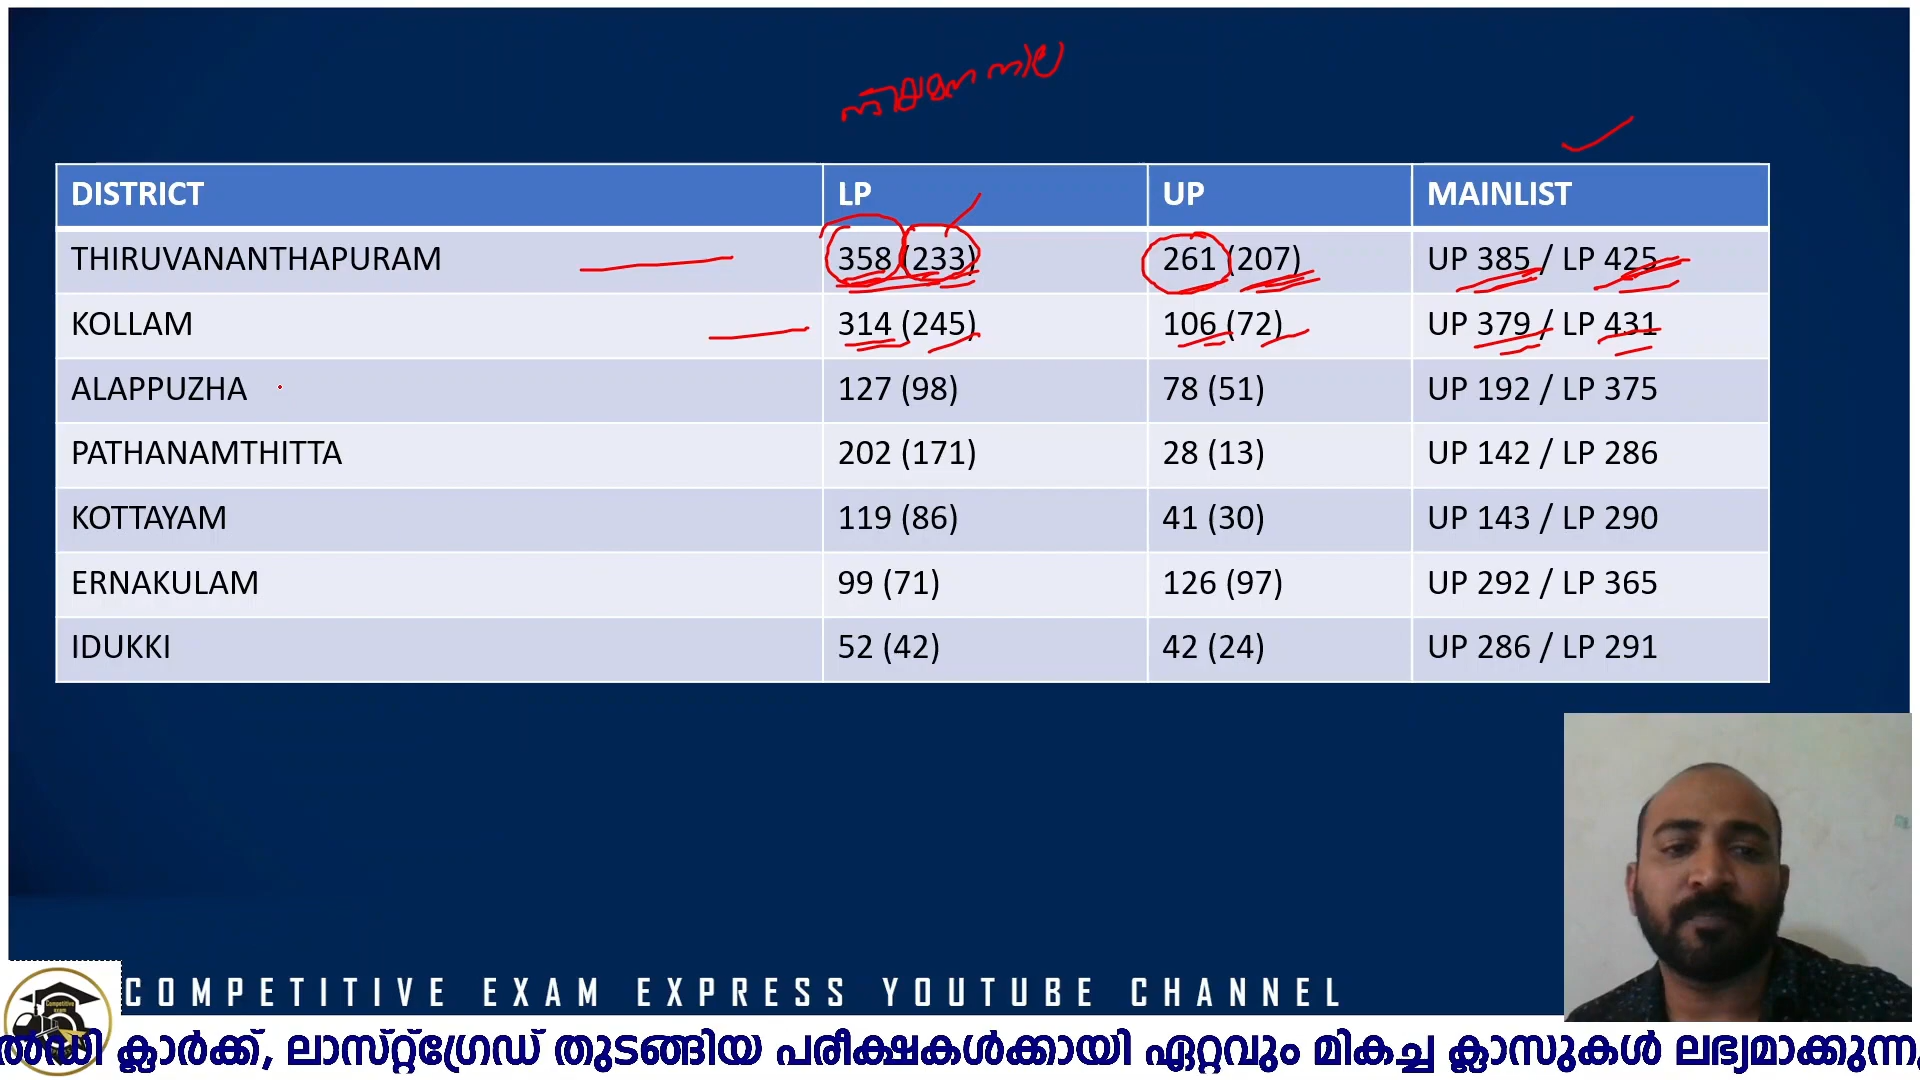 നിയമന നില
DISTRICT LP UP MAINLIST
THIRUVANANTHAPURAM 358 (233) 261 (207) UP 385 / LP 425
KOLLAM 314 (245) 106 (72) UP 379 / LP 431
ALAPPUZHA 127 (98) 78 (51) UP 192 / LP 375
PATHANAMTHITTA 202 (171) 28 (13) UP 142 / LP 286
KOTTAYAM 119 (86) 41 (30) UP 143 / LP 290
ERNAKULAM 99 (71) 126 (97) UP 292 / LP 365
IDUKKI 52 (42) 42 (24) UP 286 / LP 291
COMPETITIVE EXAM EXPRESS YOUTUBE CHANNEL
ൽഡി ക്ലാർക്ക്, ലാസ്റ്റ്ഗ്രേഡ് തുടങ്ങിയ പരീക്ഷകൾക്കായി ഏറ്റവും മികച്ച ക്ലാസുകൾ ലഭ്യമാക്കുന്ന